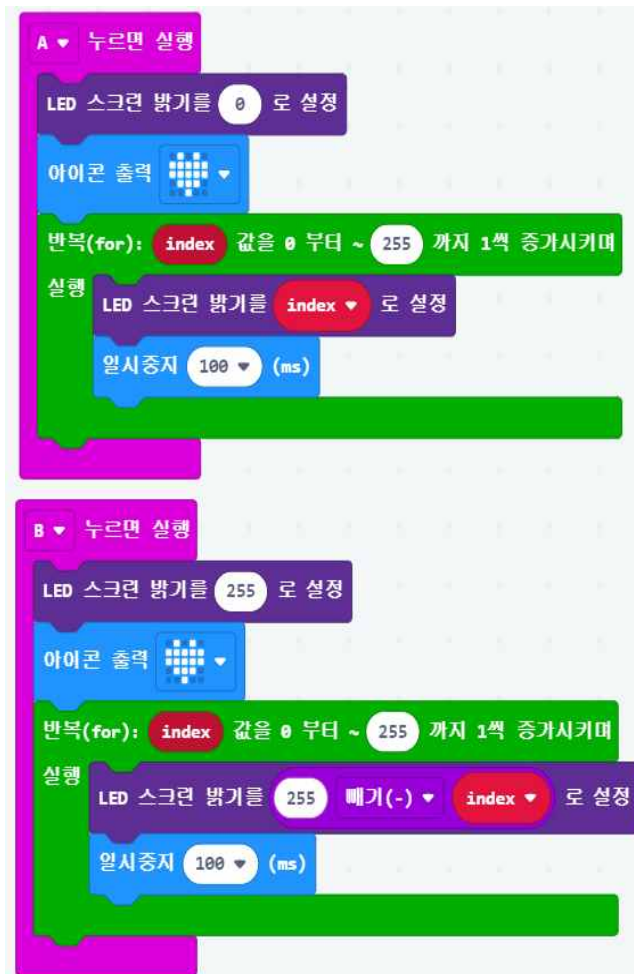 A 누르면 실행
LED 스크린 밝기를 0 로 설정
아이콘 출력
반복(for): index 값을 0 부터 ~ 255 까지 1씩 증가시키며
실행
LED 스크린 밝기를 index 로 설정
일시중지 100 (ms)
B 누르면 실행
LED 스크린 밝기를 255 로 설정
아이콘 출력
반복(for): index 값을 0 부터 ~ 255 까지 1씩 증가시키며
실행
LED 스크린 밝기를 255 빼기(-) index 로 설정
일시중지 100 (ms)